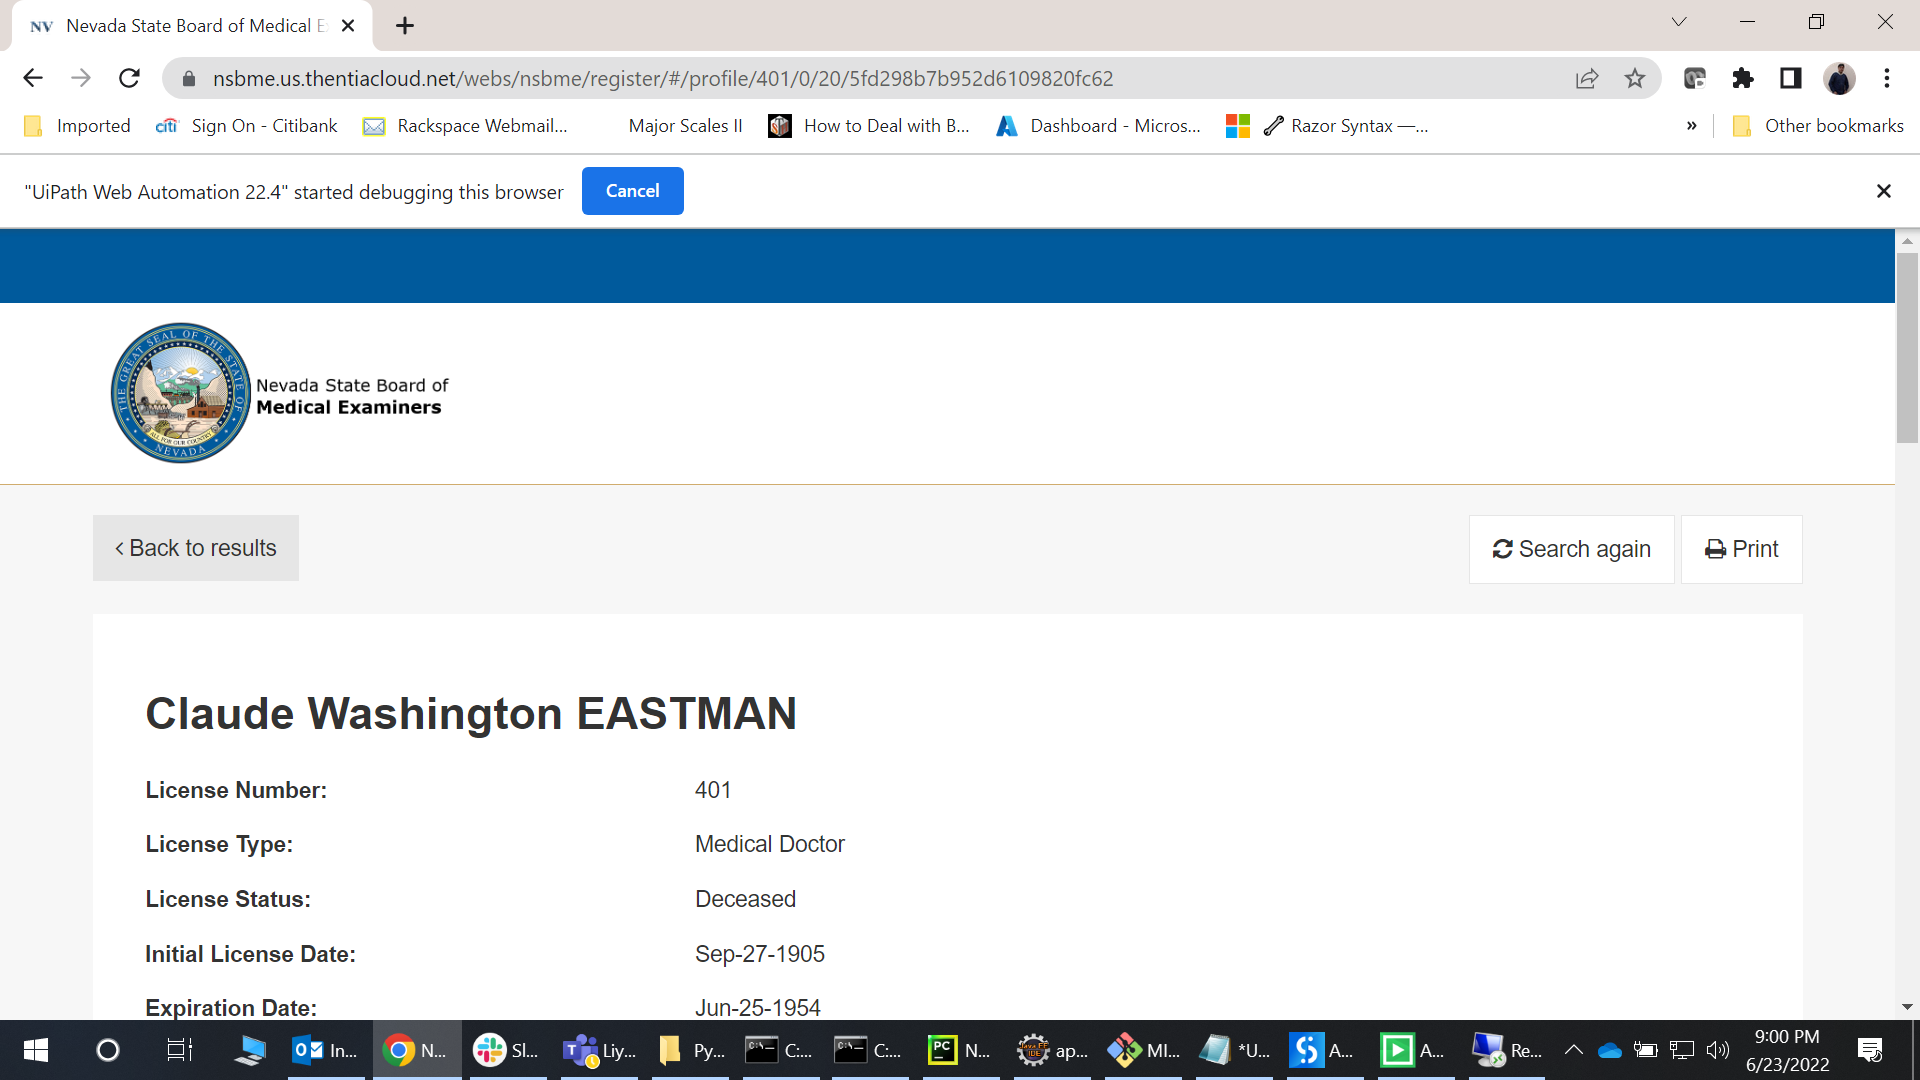 NV Nevada State Board of Medical E
nsbme.us.thentiacloud.net/webs/nsbme/register/#/profile/401/0/20/5fd298b7b952d6109820fc62
Imported citi Sign On - Citibank Rackspace Webmail... Major Scales II How to Deal with B... Dashboard - Micros... Razor Syntax —... » Other bookmarks
"UiPath Web Automation 22.4" started debugging this browser Cancel
THE GREAT SEAL OF THE STATE OF NEVADA
ALL FOR OUR COUNTRY
Nevada State Board of
Medical Examiners
Back to results Search again Print
Claude Washington EASTMAN
License Number: 401
License Type: Medical Doctor
License Status: Deceased
Initial License Date: Sep-27-1905
Expiration Date: Jun-25-1954
In... N... Sl... Liy... Py... C:... C:... PC N... ap... MI... *U... A... A... Re... 9:00 PM
6/23/2022